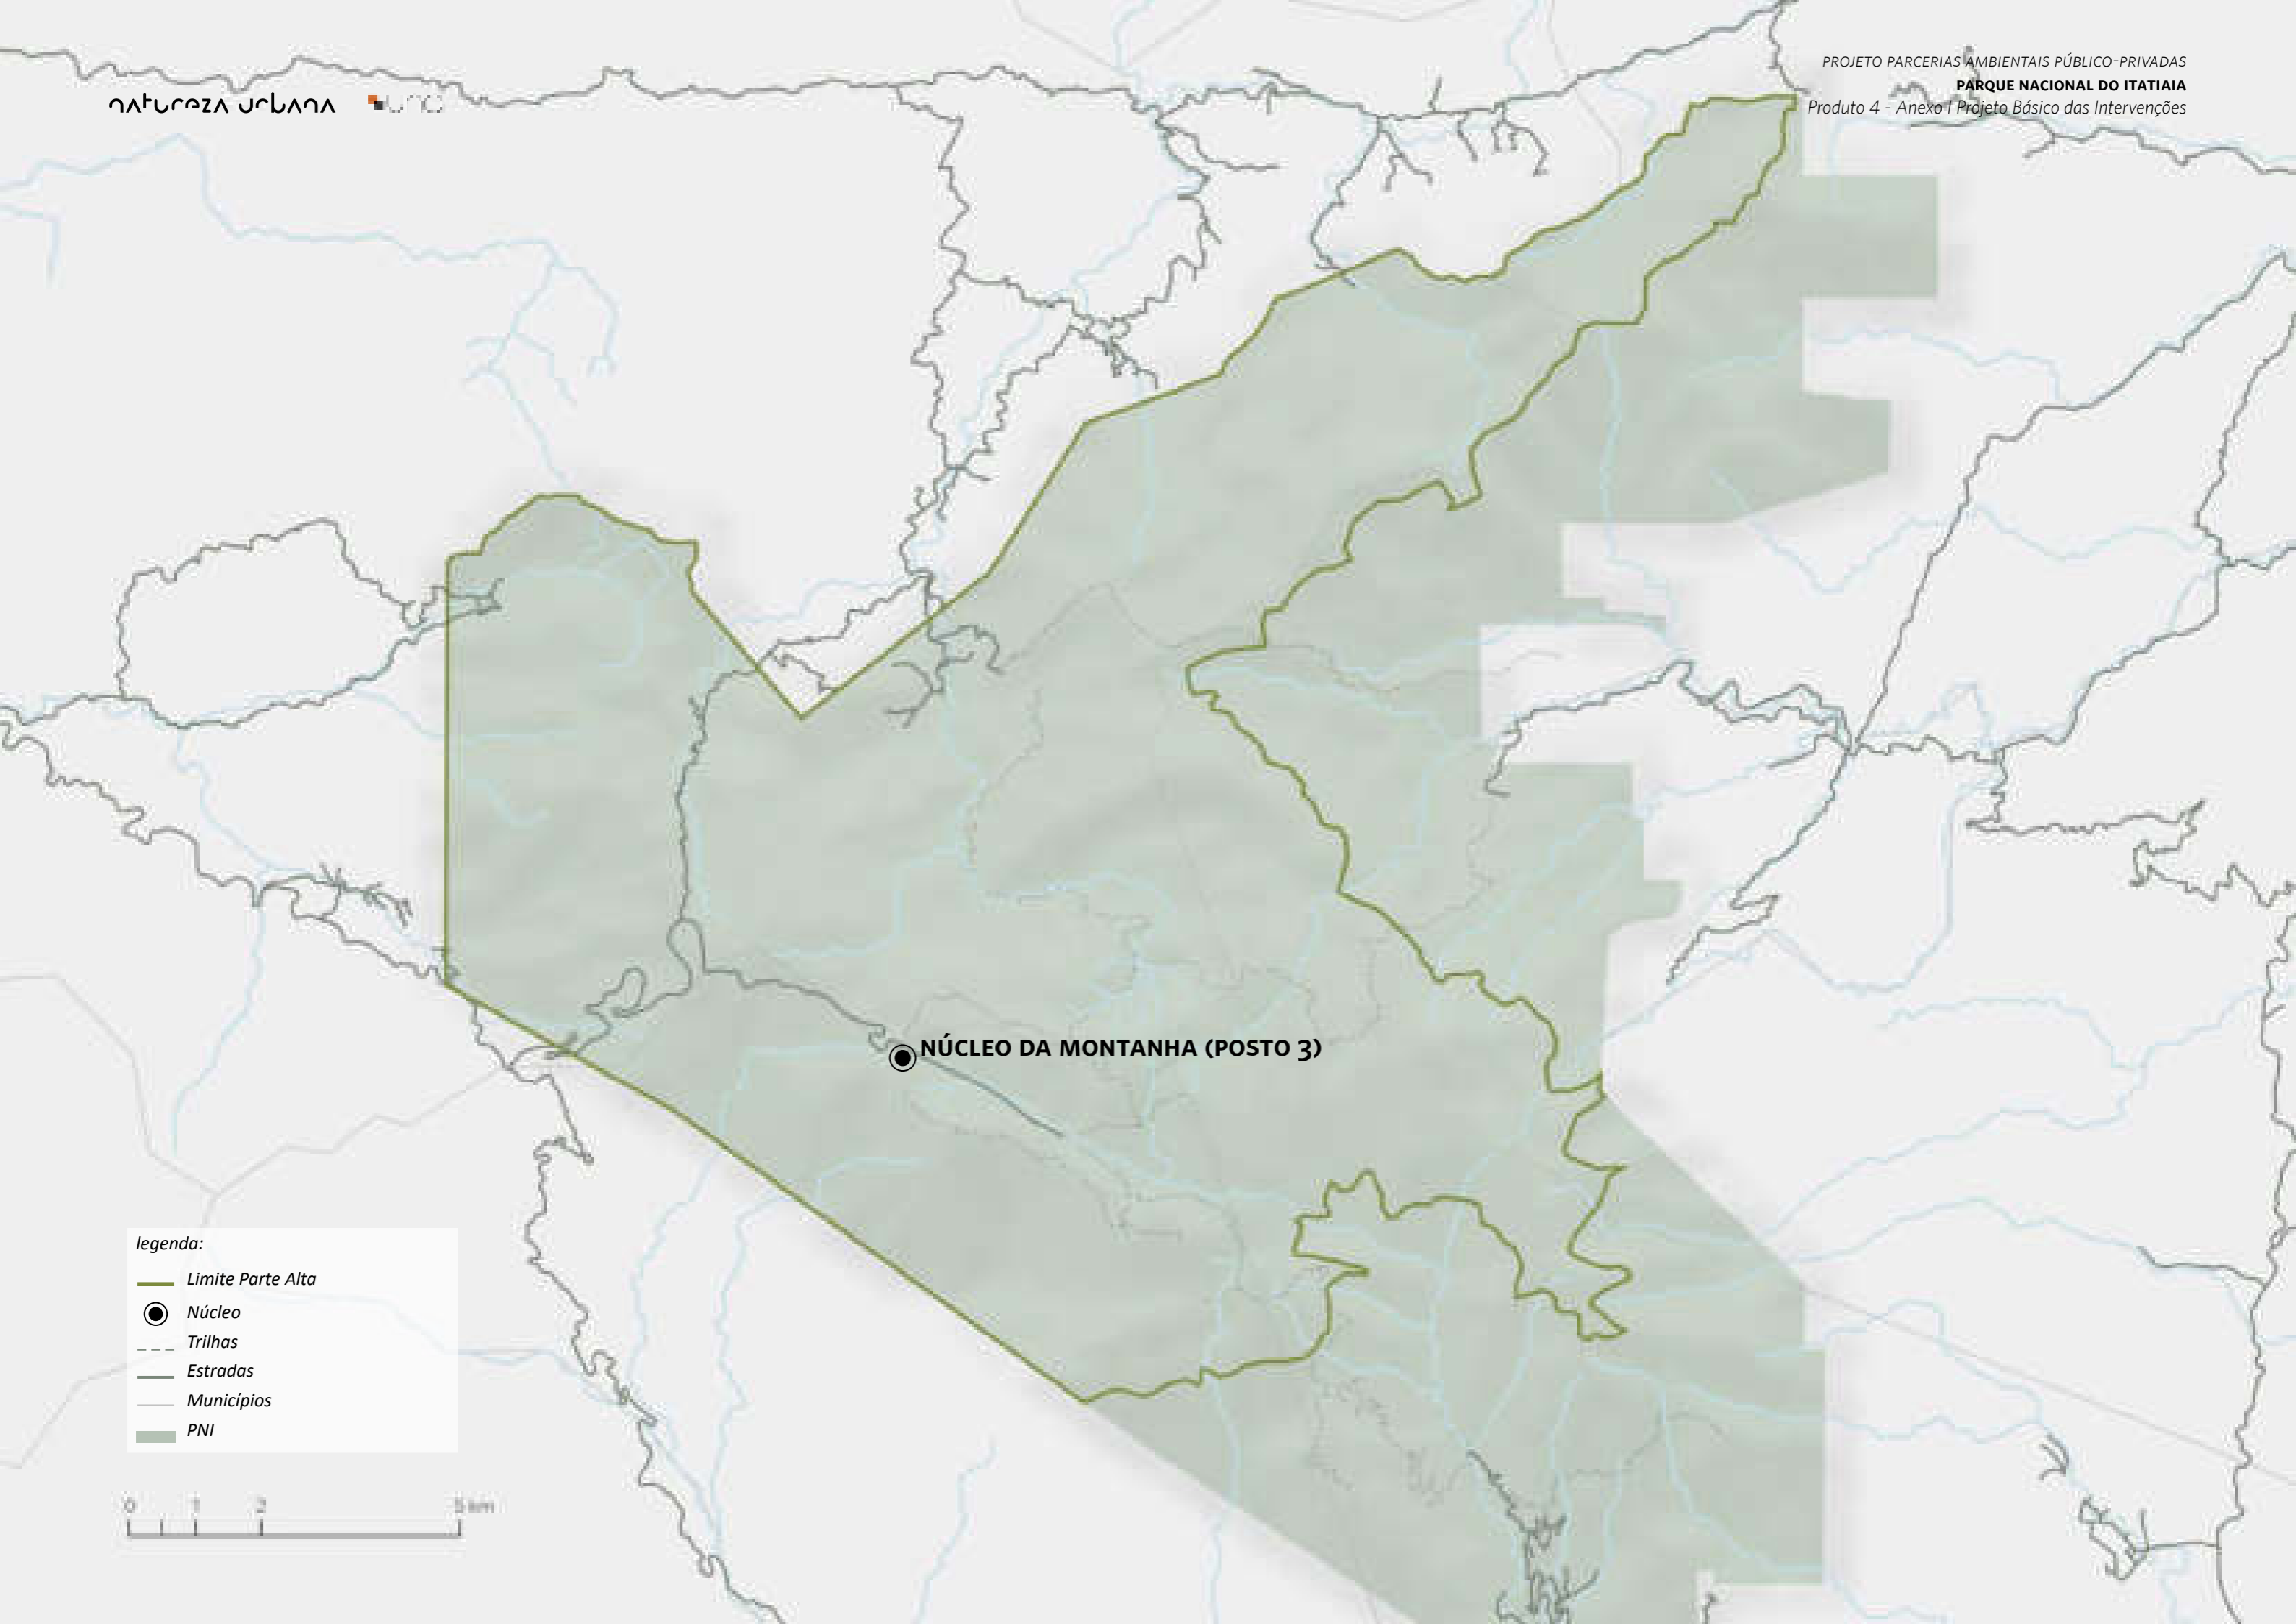 natureza urbana
PROJETO PARCERIAS AMBIENTAIS PÚBLICO-PRIVADAS
PARQUE NACIONAL DO ITATIAIA
Produto 4 - Anexo I Projeto Básico das Intervenções
NÚCLEO DA MONTANHA (POSTO 3)
legenda:
Limite Parte Alta
Núcleo
Trilhas
Estradas
Municípios
PNI
0 1 2 5 km